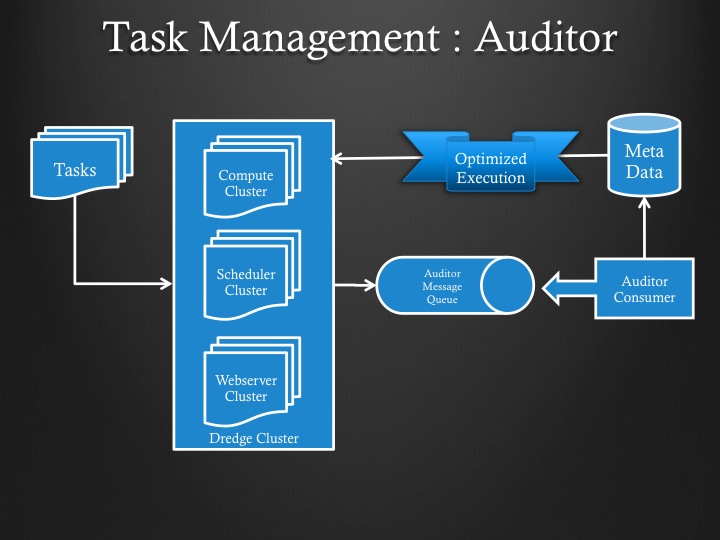 Task Management : Auditor
Tasks
Compute
Cluster
Scheduler
Cluster
Webserver
Cluster
Dredge Cluster
Optimized
Execution
Meta
Data
Auditor
Message
Queue
Auditor
Consumer